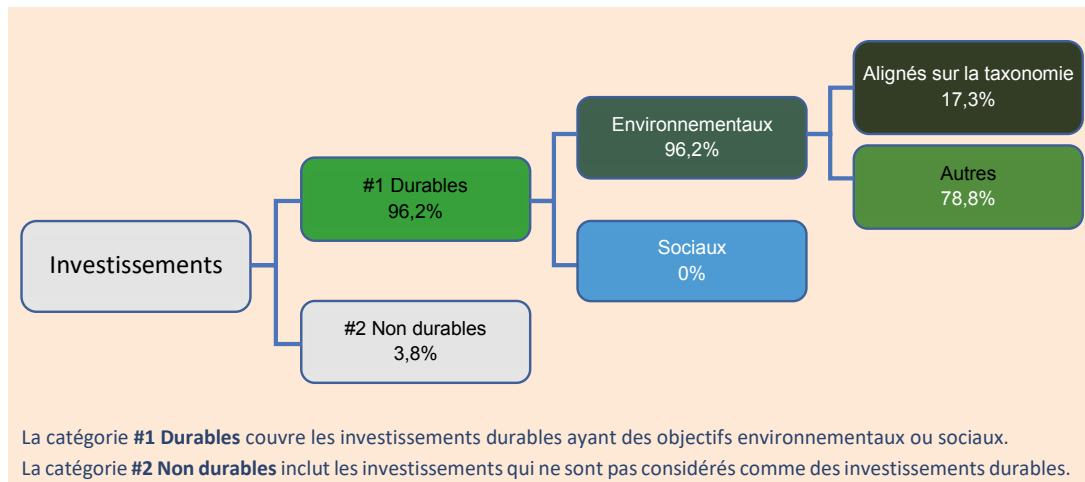 Investissements
#1 Durables
96,2%
#2 Non durables
3,8%
Environnementaux
96,2%
Sociaux
0%
Alignés sur la taxonomie
17,3%
Autres
78,8%
La catégorie #1 Durables couvre les investissements durables ayant des objectifs environnementaux ou sociaux.
La catégorie #2 Non durables inclut les investissements qui ne sont pas considérés comme des investissements durables.